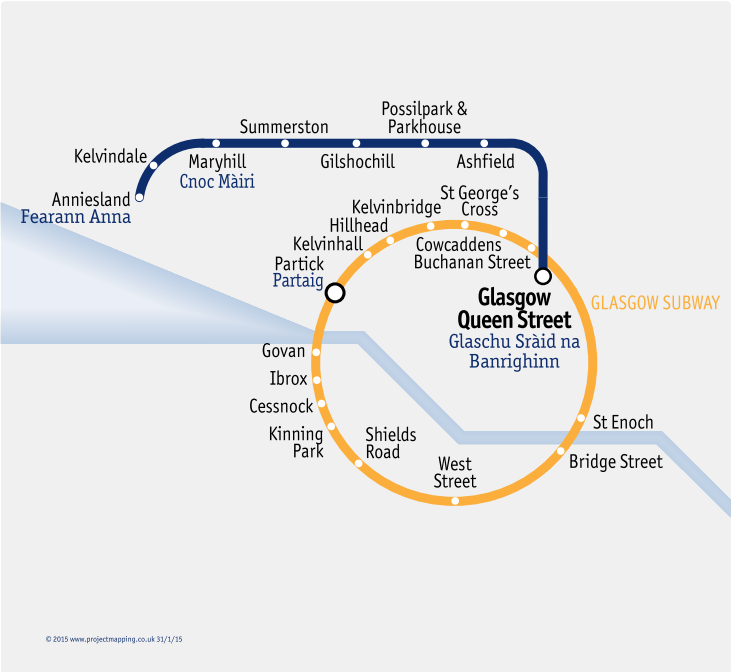 Possilpark &
Parkhouse
Summerston
Kelvindale
Maryhill
Cnoc Màiri
Gilshochill
Ashfield
Anniesland
Fearann Anna
St George's
Cross
Kelvinbridge
Hillhead
Kelvinhall
Cowcaddens
Buchanan Street
Partick
Partaig
Glasgow
Queen Street
Glaschu Sràid na
Banrighinn
GLASGOW SUBWAY
Govan
Ibrox
Cessnock
Kinning
Park
Shields
Road
West
Street
St Enoch
Bridge Street
© 2015 www.projectmapping.co.uk 31/1/15